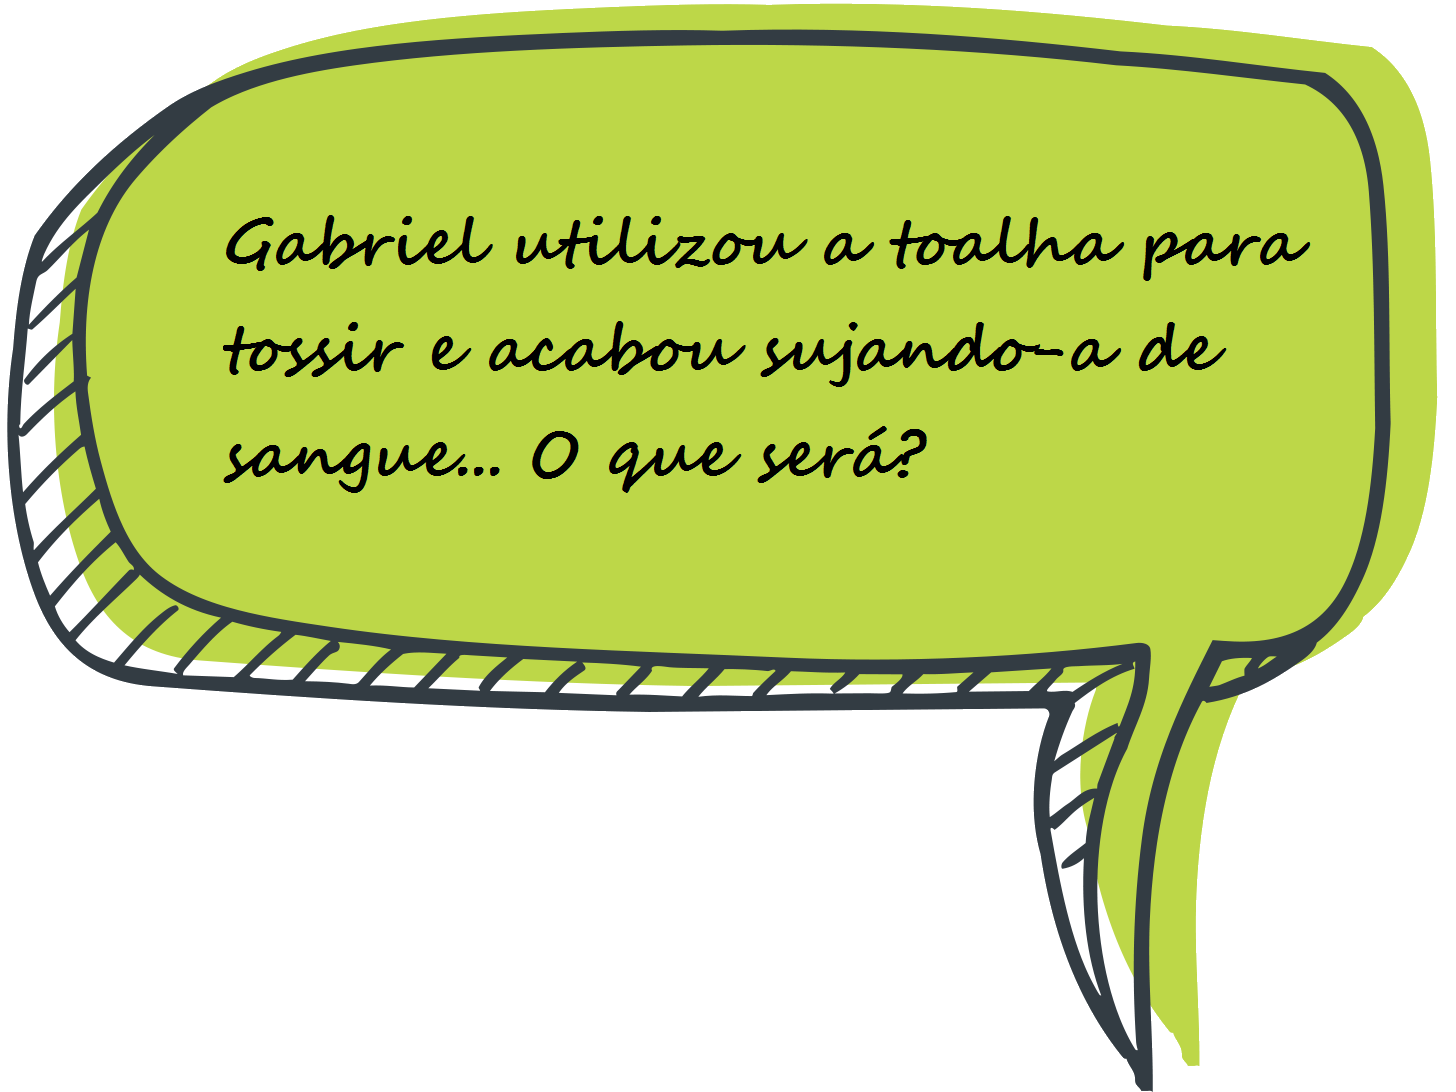 Gabriel utilizou a toalha para
tossir e acabou sujando-a de
sangue... O que será?